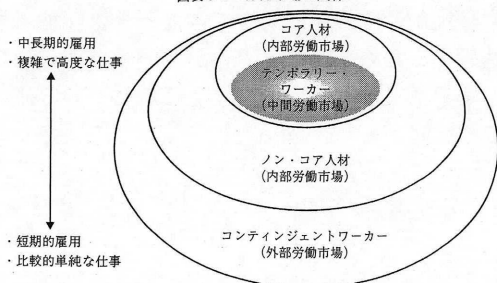 ・中長期的雇用
・複雑で高度な仕事
コア人材
(内部労働市場)
テンポラリー・
ワーカー
(中間労働市場)
ノン・コア人材
(内部労働市場)
コンティンジェントワーカー
(外部労働市場)
・短期的雇用
・比較的単純な仕事